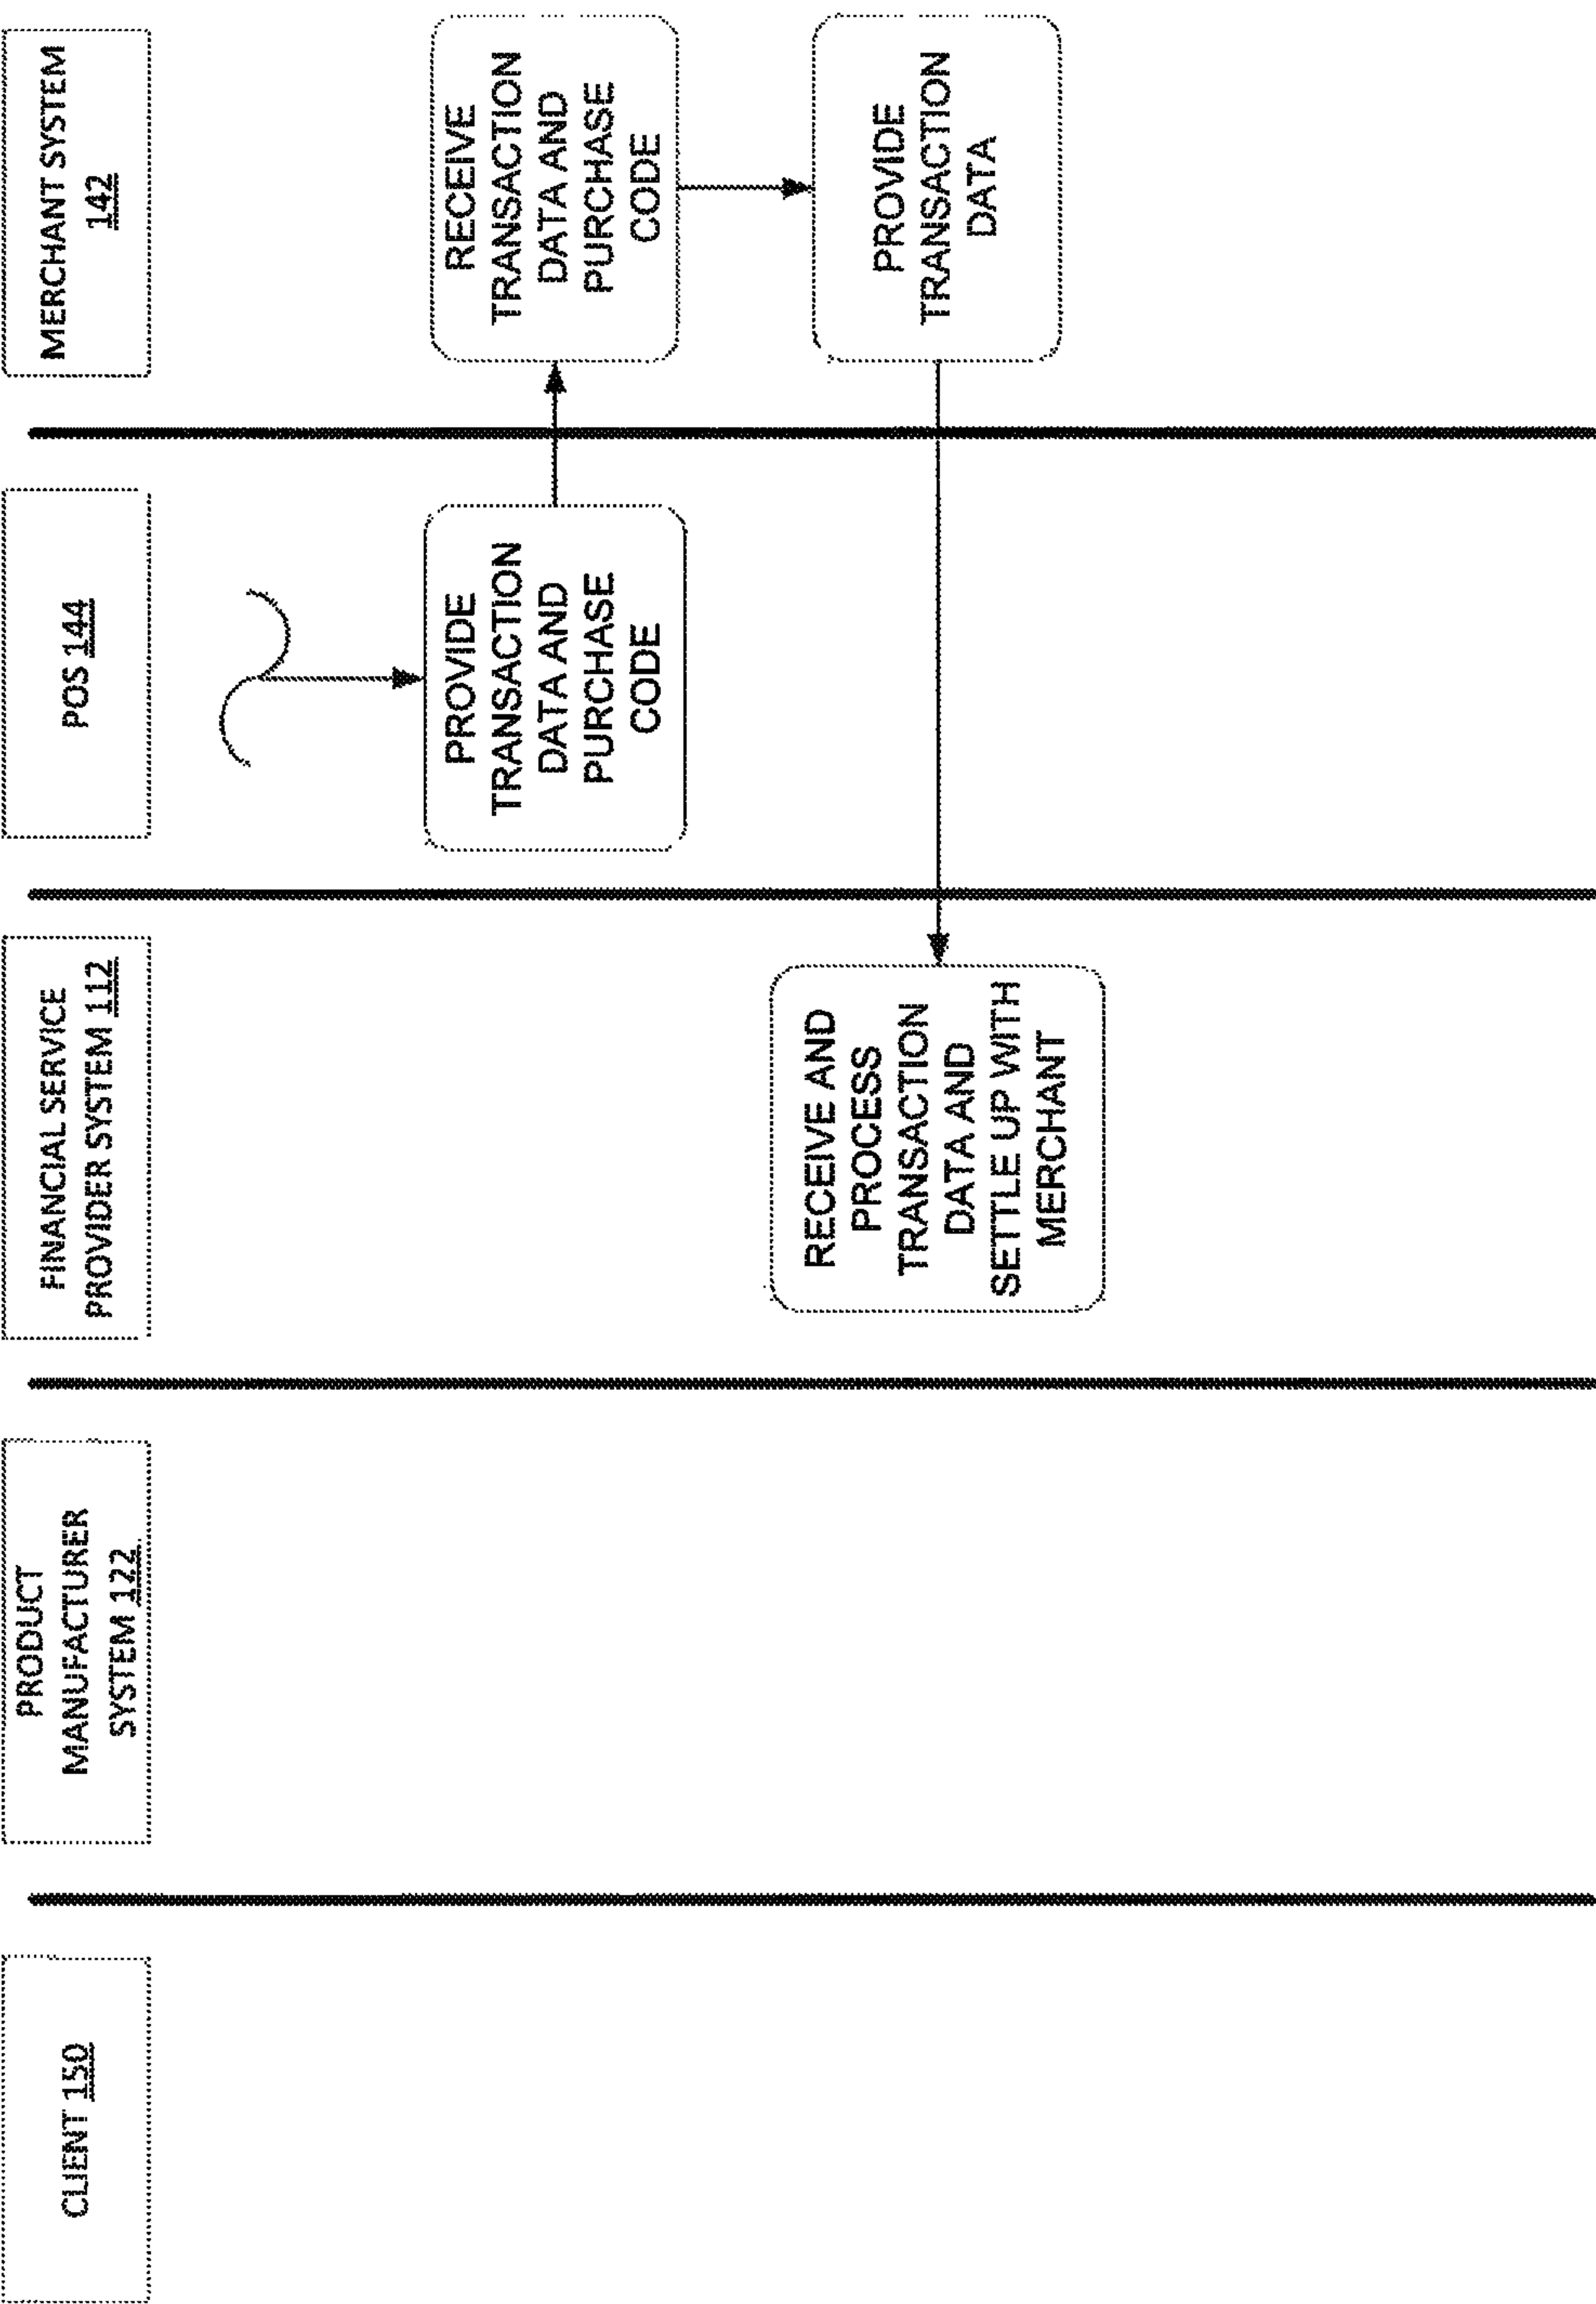 CLIENT 150
PRODUCT
MANUFACTURER
SYSTEM 122
FINANCIAL SERVICE
PROVIDER SYSTEM 112
POS 144
MERCHANT SYSTEM
142
PROVIDE
TRANSACTION
DATA AND
PURCHASE
CODE
RECEIVE
TRANSACTION
DATA AND
PURCHASE
CODE
RECEIVE AND
PROCESS
TRANSACTION
DATA AND
SETTLE UP WITH
MERCHANT
PROVIDE
TRANSACTION
DATA